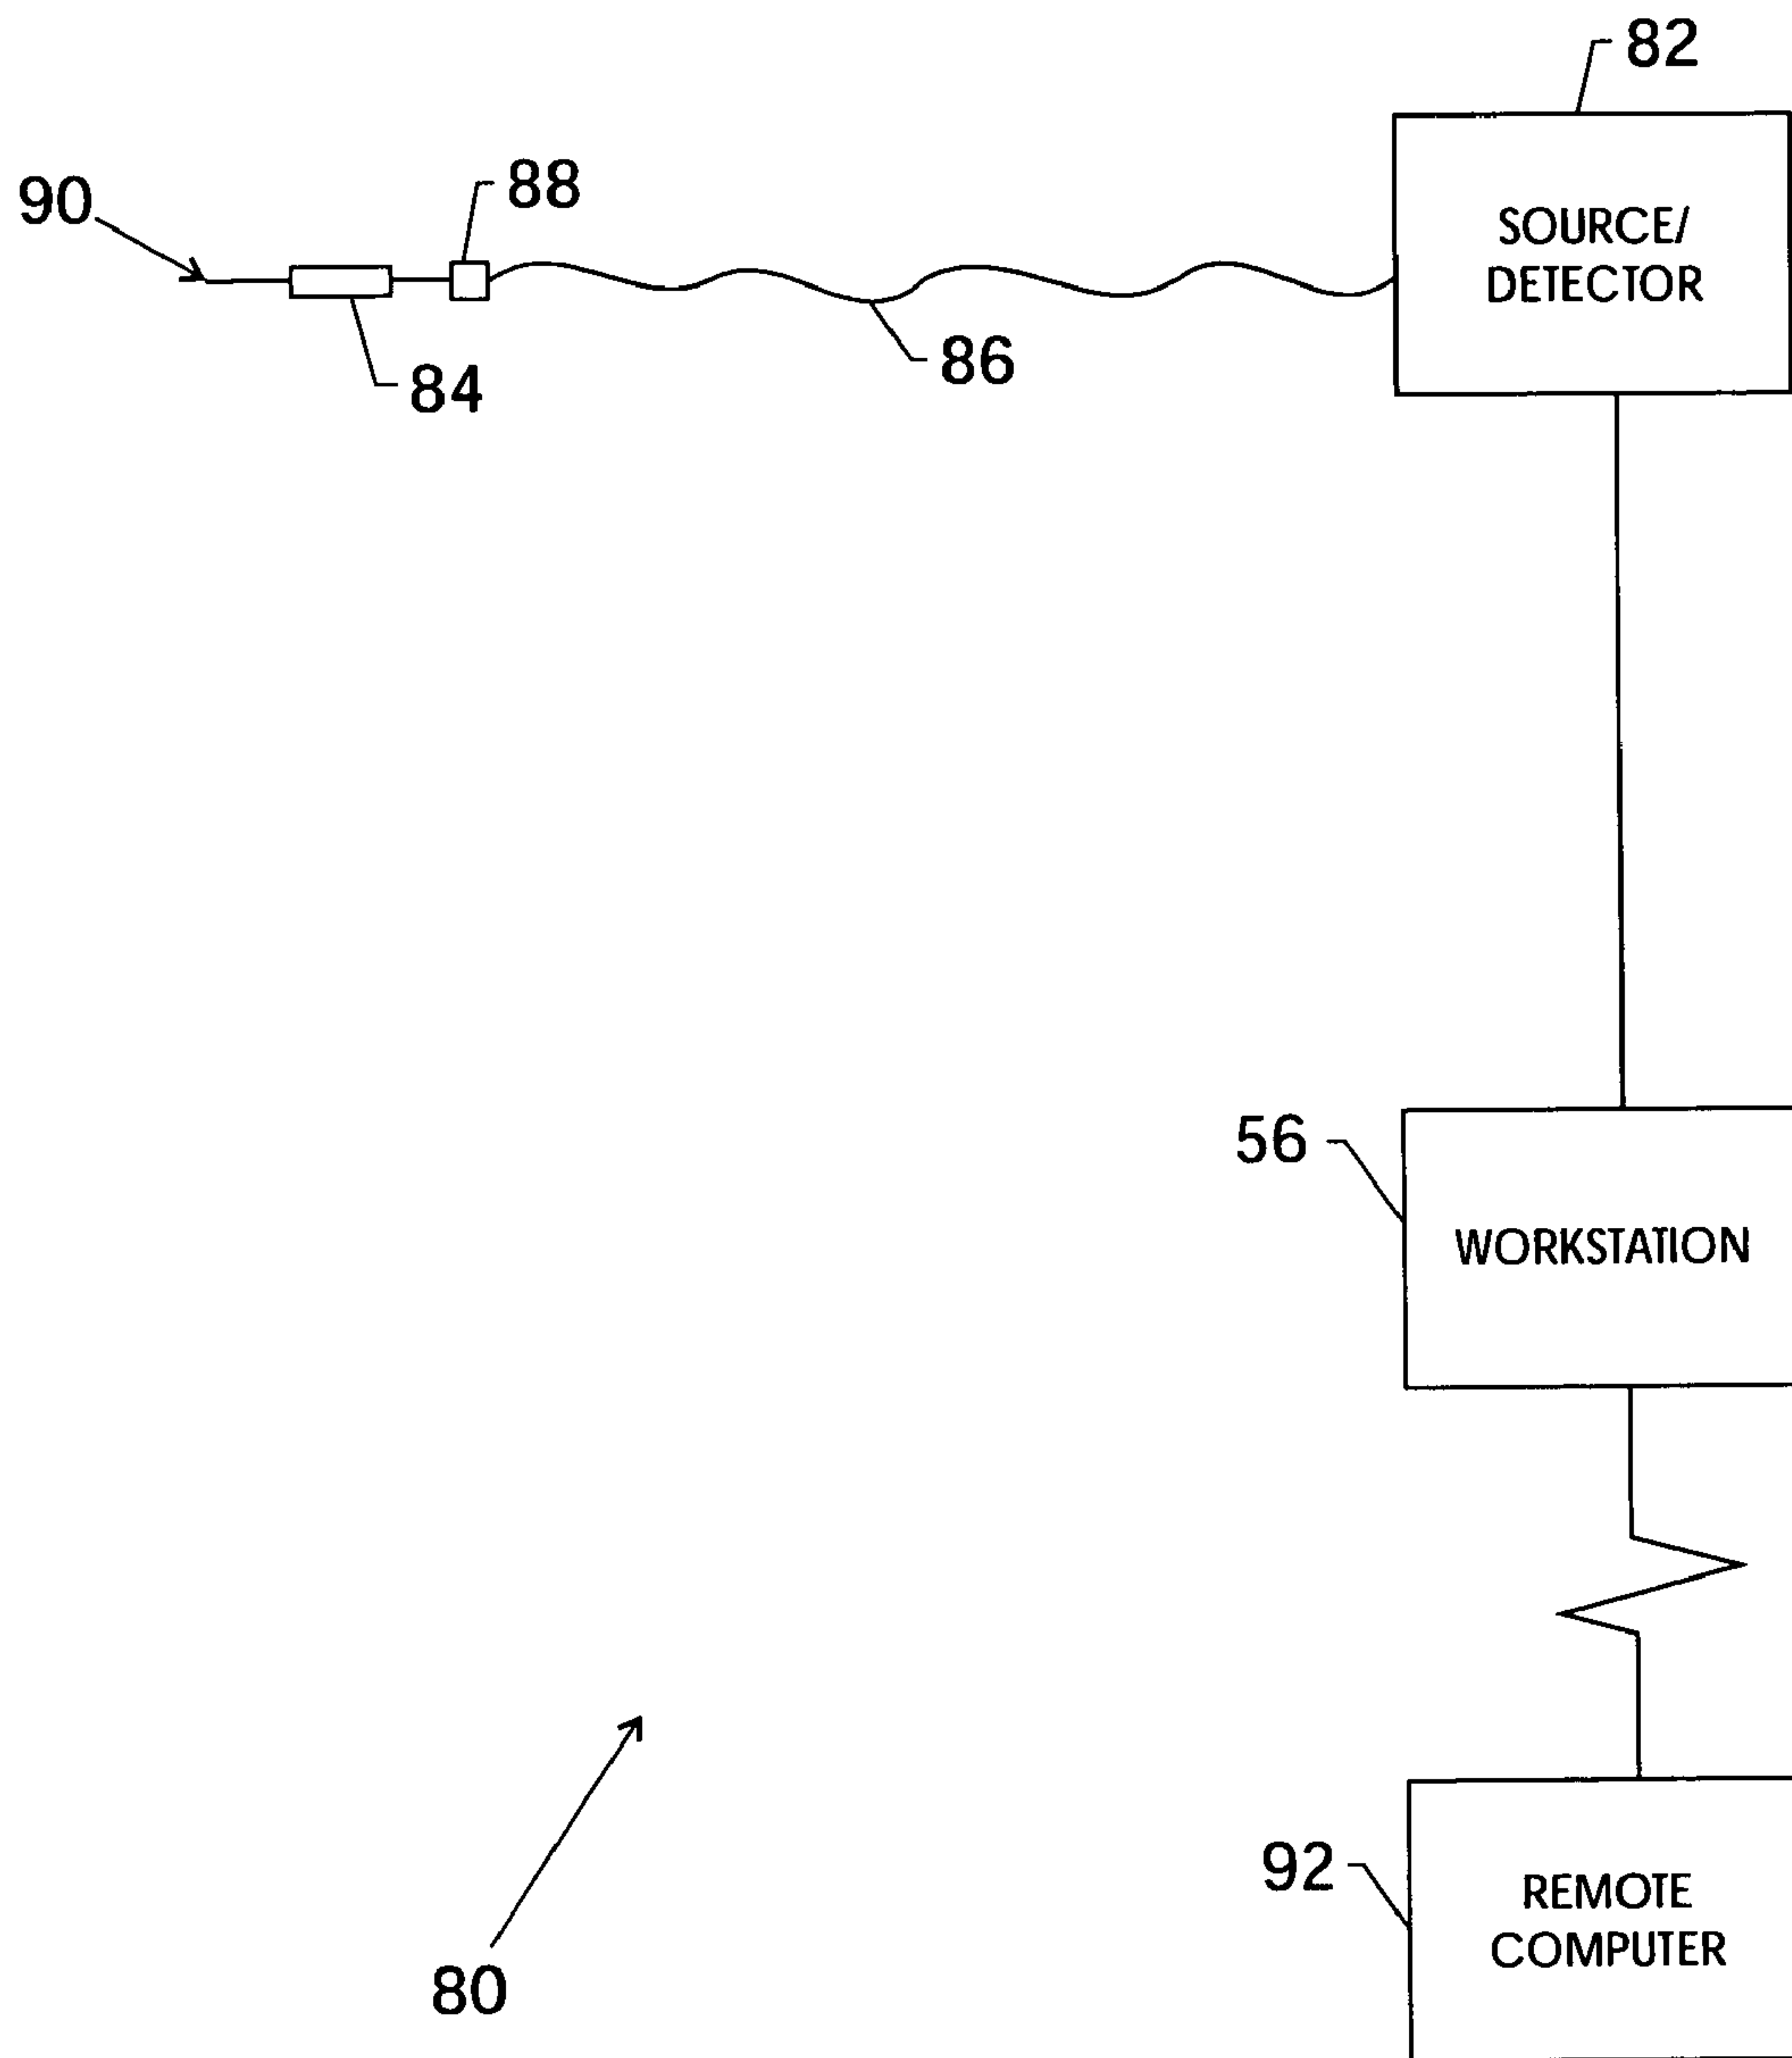 82
90
88
SOURCE/
DETECTOR
86
84
56
WORKSTATION
92
REMOTE
COMPUTER
80